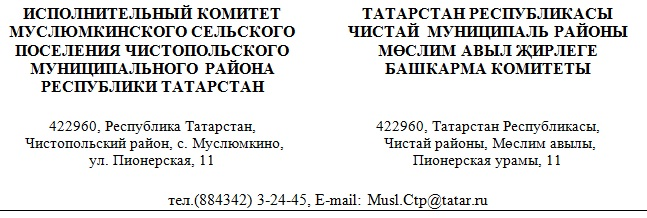 ИСПОЛНИТЕЛЬНЫЙ КОМИТЕТ
МУСЛЮМКИНСКОГО СЕЛЬСКОГО
ПОСЕЛЕНИЯ ЧИСТОПОЛЬСКОГО
МУНИЦИПАЛЬНОГО РАЙОНА
РЕСПУБЛИКИ ТАТАРСТАН
422960, Республика Татарстан,
Чистопольский район, с. Муслюмкино,
ул. Пионерская, 11
ТАТАРСТАН РЕСПУБЛИКАСЫ
ЧИСТАЙ МУНИЦИПАЛЬ РАЙОНЫ
МӨСЛИМ АВЫЛ ҖИРЛЕГЕ
БАШКАРМА КОМИТЕТЫ
422960, Татарстан Республикасы,
Чистай районы, Мөслим авылы,
Пионерская урамы, 11
тел.(884342) 3-24-45, E-mail: Musl.Ctp@tatar.ru